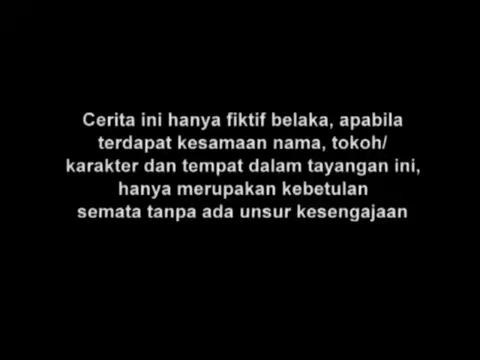 Cerita ini hanya fiktif belaka, apabila
terdapat kesamaan nama, tokoh/
karakter dan tempat dalam tayangan ini,
hanya merupakan kebetulan
semata tanpa ada unsur kesengajaan